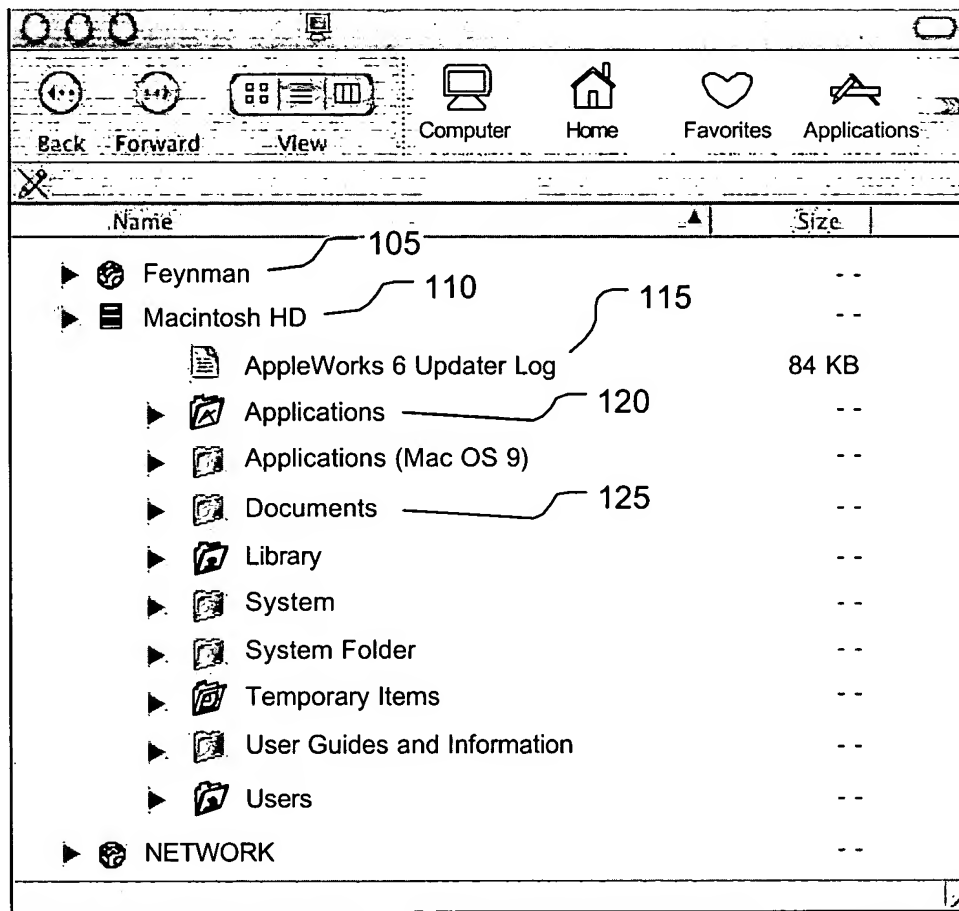 Back Forward View Computer Home Favorites Applications
Name Size
105
Feynman - -
110
Macintosh HD - -
115
AppleWorks 6 Updater Log 84 KB
120
Applications - -
Applications (Mac OS 9) - -
125
Documents - -
Library - -
System - -
System Folder - -
Temporary Items - -
User Guides and Information - -
Users - -
NETWORK - -